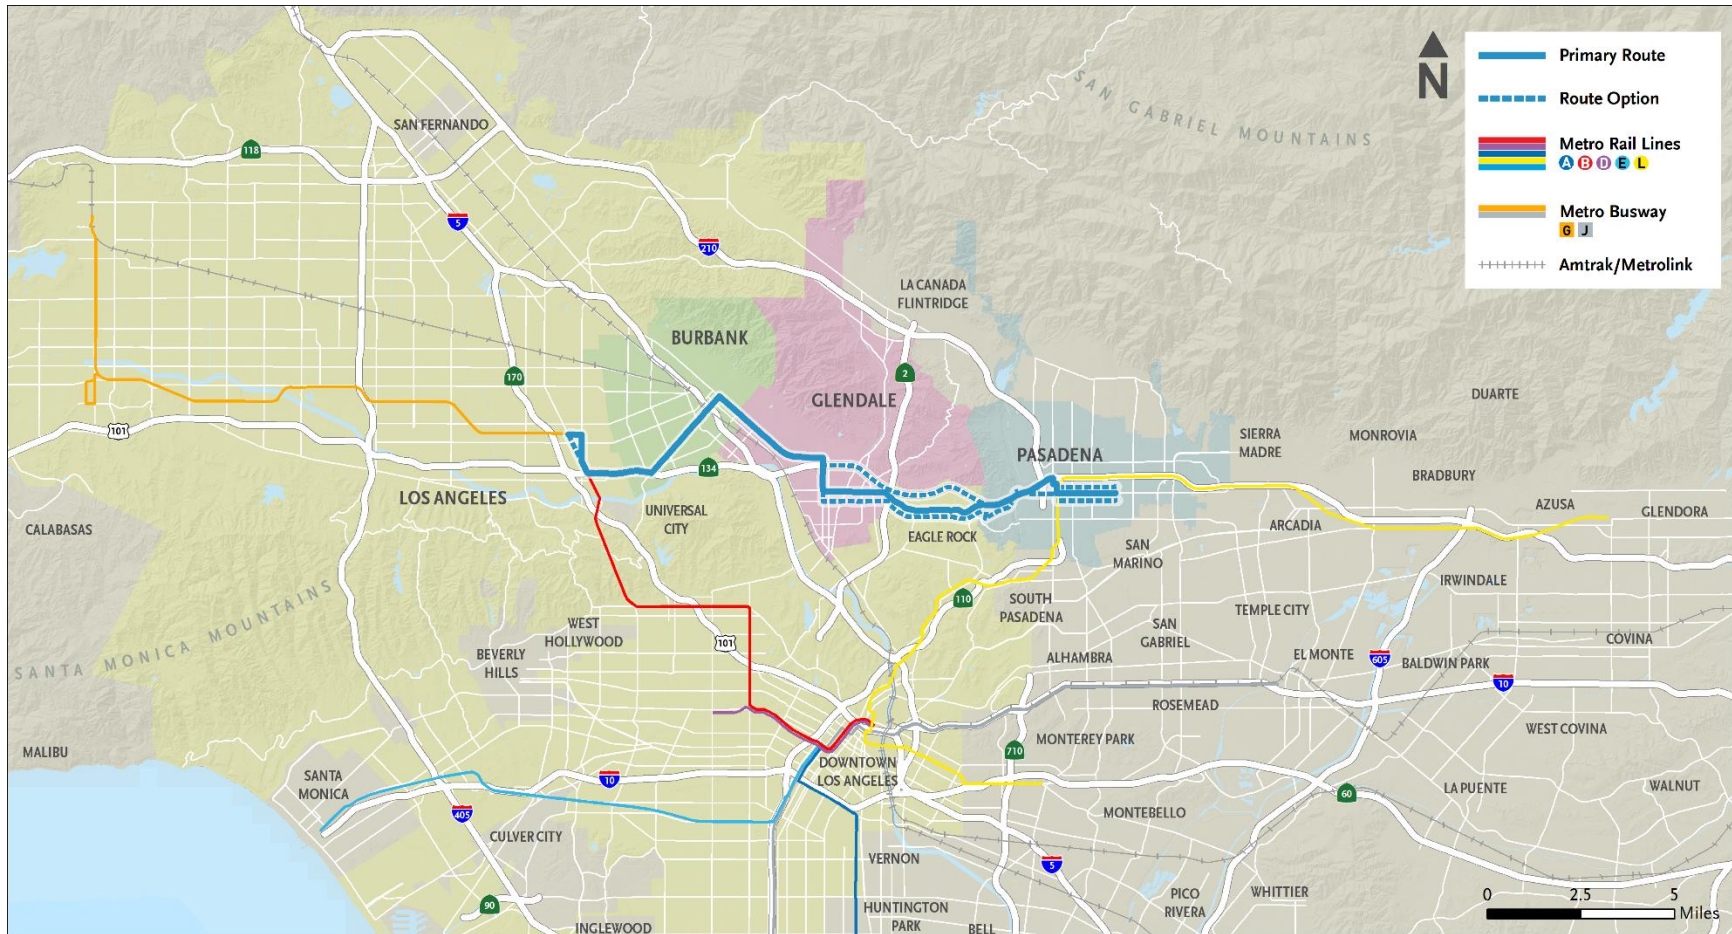 SAN FERNANDO
118
5
210
SAN GABRIEL MOUNTAINS
N
Primary Route
Route Option
Metro Rail Lines
A B D E L
Metro Busway
G J
Amtrak/Metrolink
LA CANADA
FLINTRIDGE
BURBANK
170
2
GLENDALE
DUARTE
101
134
LOS ANGELES
PASADENA
SIERRA
MADRE
MONROVIA
BRADBURY
CALABASAS
UNIVERSAL
CITY
EAGLE ROCK
SAN
MARINO
ARCADIA
AZUSA
GLENDORA
IRWINDALE
SANTA MONICA MOUNTAINS
WEST
HOLLYWOOD
BEVERLY
HILLS
101
110
SOUTH
PASADENA
TEMPLE CITY
SAN
GABRIEL
ALHAMBRA
EL MONTE
605
BALDWIN PARK
COVINA
10
ROSEMEAD
WEST COVINA
MALIBU
SANTA
MONICA
10
DOWNTOWN
LOS ANGELES
710
MONTEREY PARK
405
CULVER CITY
MONTEBELLO
60
LA PUENTE
WALNUT
VERNON
5
90
INGLEWOOD
HUNTINGTON
PARK
BELL
PICO
RIVERA
WHITTIER
0 2.5 5
Miles